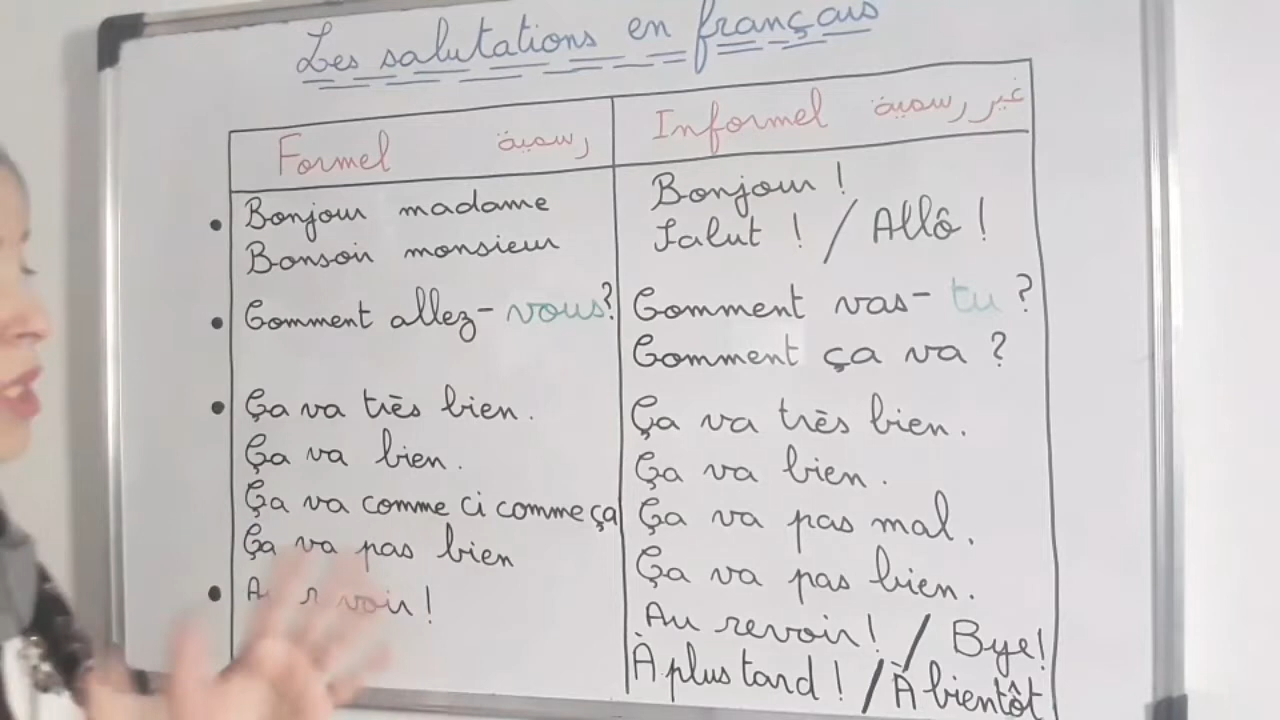 Les salutations en français
Formel رسمية
Bonjour madame
Bonsoir monsieur
Comment allez-vous?
Ça va très bien.
Ça va bien.
Ça va comme ci comme ça
Ça va pas bien
Au revoir!
Informel غير رسمية
Bonjour !
Salut ! / Allô !
Comment vas-tu ?
Comment ça va ?
Ça va très bien.
Ça va bien.
Ça va pas mal.
Ça va pas bien.
Au revoir! / Bye!
À plus tard ! / À bientôt